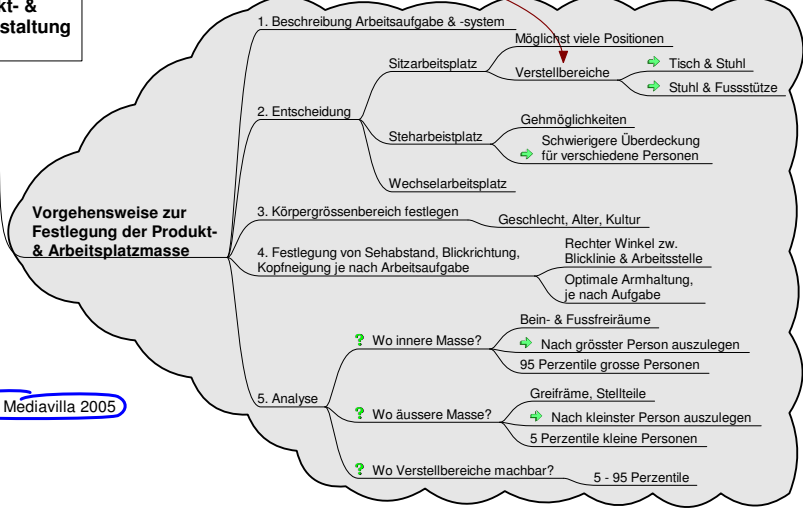 kt- &
staltung
Vorgehensweise zur
Festlegung der Produkt-
& Arbeitsplatzmasse
1. Beschreibung Arbeitsaufgabe & -system
2. Entscheidung
Sitzarbeitsplatz
Möglichst viele Positionen
Verstellbereiche
Tisch & Stuhl
Stuhl & Fussstütze
Steharbeistplatz
Gehmöglichkeiten
Schwierigere Überdeckung
für verschiedene Personen
Wechselarbeitsplatz
3. Körpergrössenbereich festlegen
Geschlecht, Alter, Kultur
4. Festlegung von Sehabstand, Blickrichtung,
Kopfneigung je nach Arbeitsaufgabe
Rechter Winkel zw.
Blicklinie & Arbeitsstelle
Optimale Armhaltung,
je nach Aufgabe
5. Analyse
? Wo innere Masse?
Bein- & Fussfreiräume
Nach grösster Person auszulegen
95 Perzentile grosse Personen
? Wo äussere Masse?
Greifräme, Stellteile
Nach kleinster Person auszulegen
5 Perzentile kleine Personen
? Wo Verstellbereiche machbar?
5 - 95 Perzentile
Mediavilla 2005